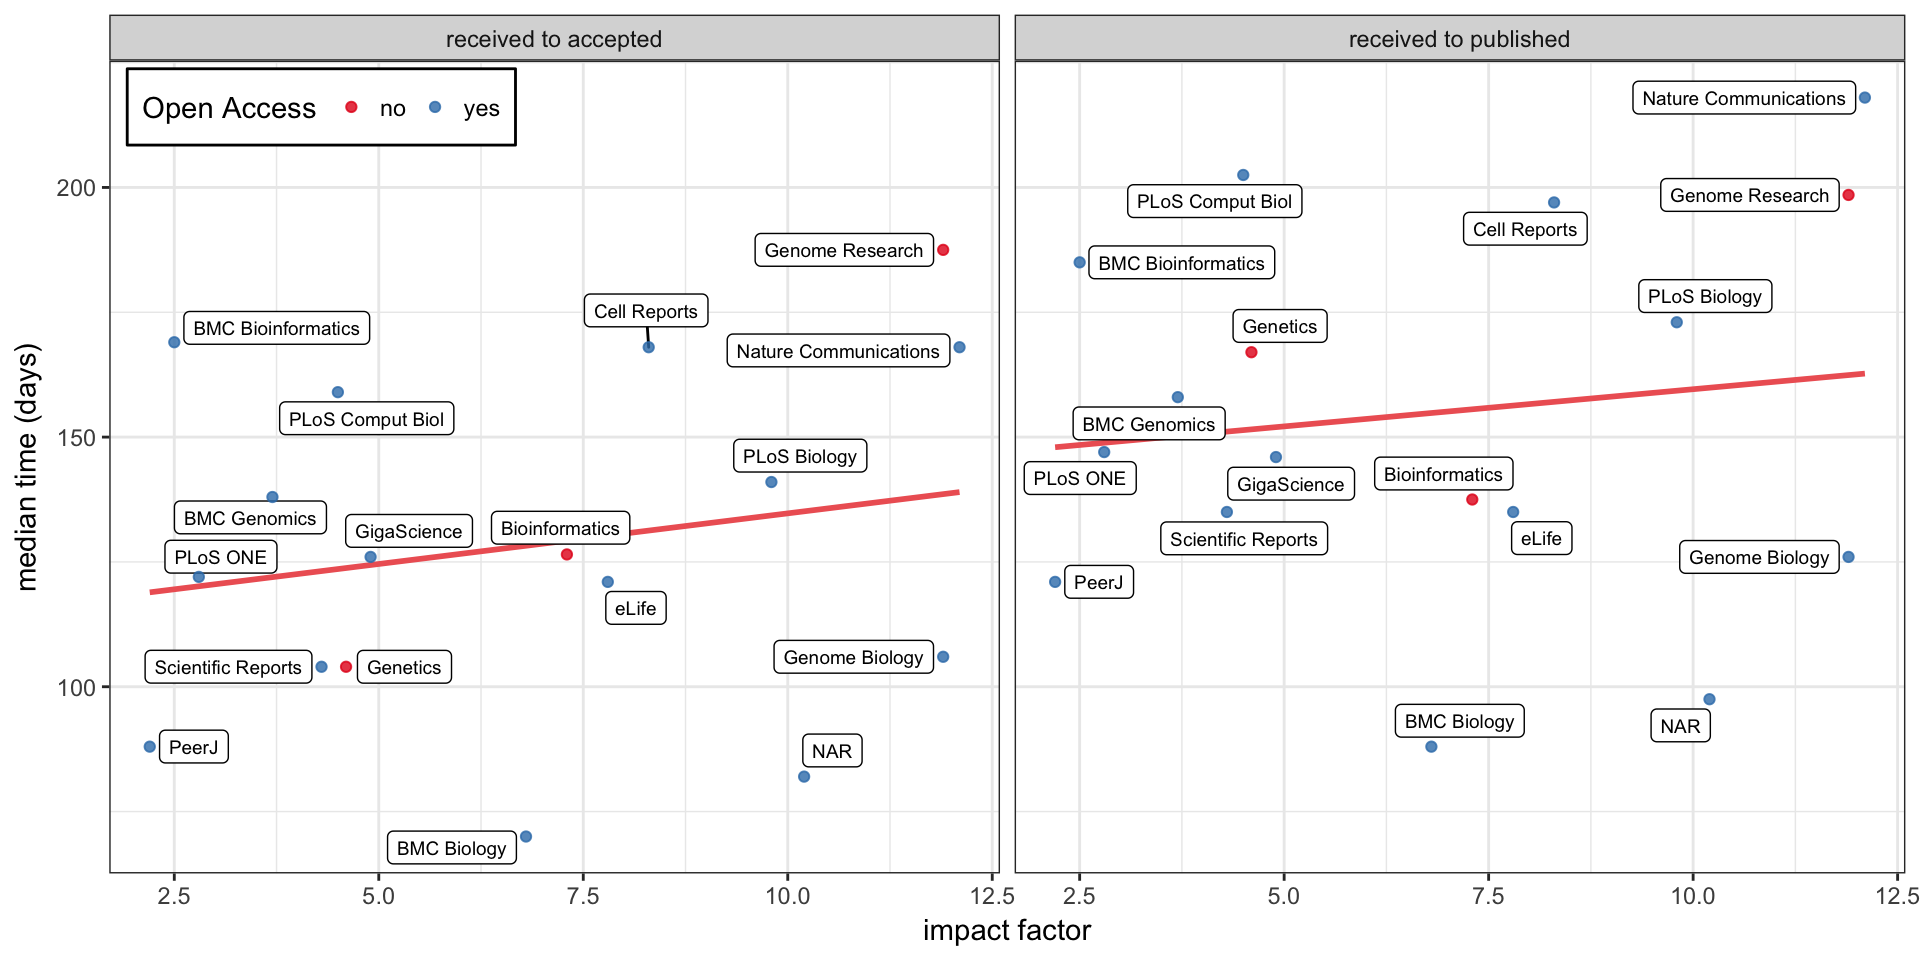 received to accepted
received to published
Open Access no yes
Nature Communications
PLoS Comput Biol
Genome Research
Cell Reports
BMC Bioinformatics
PLoS Biology
Genetics
BMC Genomics
PLoS ONE
GigaScience
Bioinformatics
Scientific Reports
eLife
Genome Biology
PeerJ
BMC Biology
NAR
Genome Research
Cell Reports
BMC Bioinformatics
Nature Communications
PLoS Comput Biol
PLoS Biology
BMC Genomics
GigaScience
Bioinformatics
PLoS ONE
eLife
Scientific Reports
Genetics
Genome Biology
PeerJ
NAR
BMC Biology
200
150
100
median time (days)
2.5 5.0 7.5 10.0 12.5
2.5 5.0 7.5 10.0 12.5
impact factor